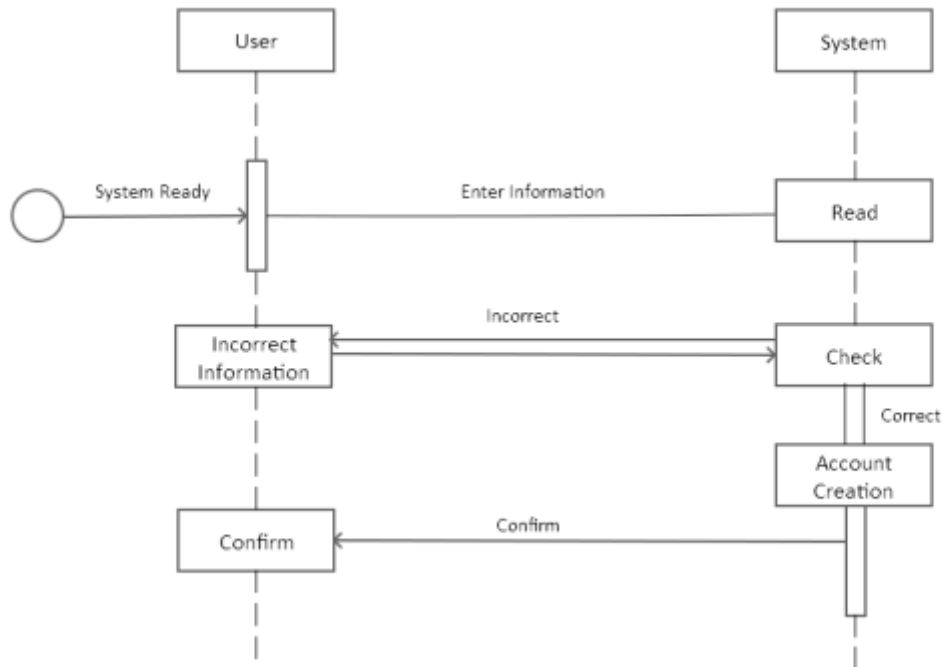 User
System
System Ready
Enter Information
Read
Incorrect
Incorrect
Information
Check
Correct
Account
Creation
Confirm
Confirm